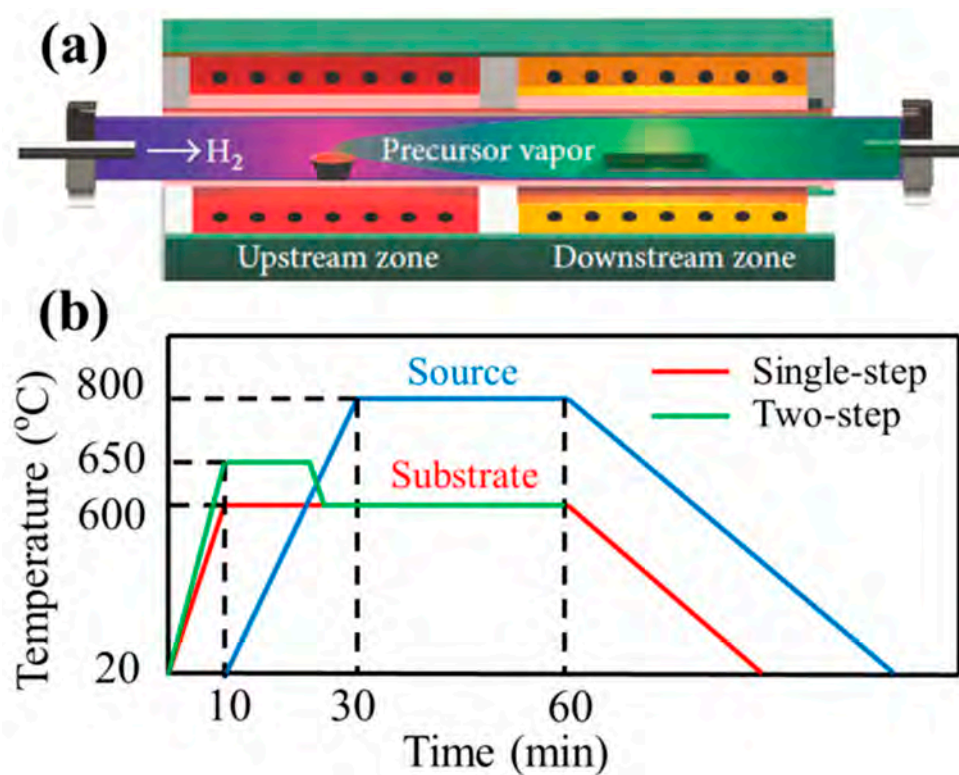 (a)
→ H₂
Precursor vapor
Upstream zone
Downstream zone
(b)
Temperature (°C)
800
650
600
20
Source
Substrate
Single-step
Two-step
10
30
60
Time (min)